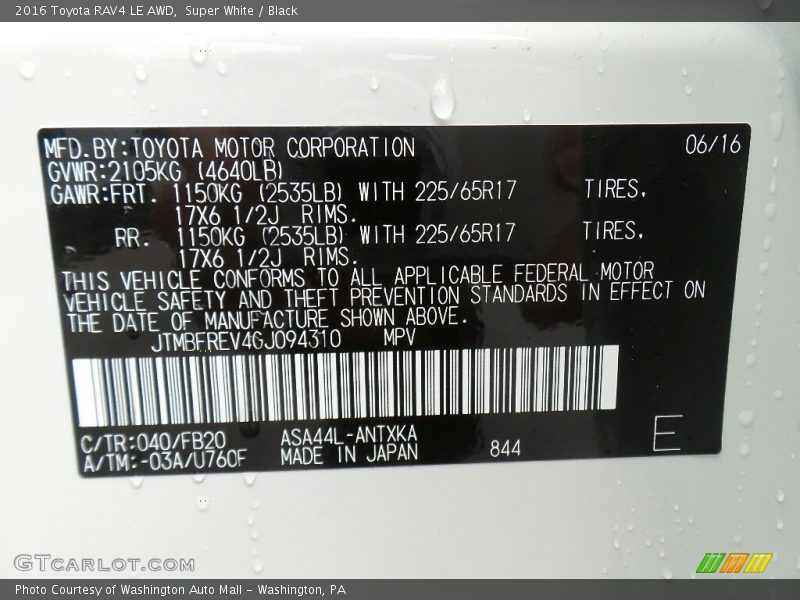 2016 Toyota RAV4 LE AWD,  Super White / Black
MFD.BY:TOYOTA MOTOR CORPORATION 06/16
GVWR:2105KG (4640LB)
GAWR:FRT. 1150KG (2535LB) WITH 225/65R17 TIRES.
17X6 1/2J RIMS.
RR. 1150KG (2535LB) WITH 225/65R17 TIRES.
17X6 1/2J RIMS.
THIS VEHICLE CONFORMS TO ALL APPLICABLE FEDERAL MOTOR
VEHICLE SAFETY AND THEFT PREVENTION STANDARDS IN EFFECT ON
THE DATE OF MANUFACTURE SHOWN ABOVE.
JTMBFREV4GJ094310 MPV
C/TR:040/FB20 ASA44L-ANTXKA
A/TM:-03A/U760F MADE IN JAPAN 844 E
GTCARLOT.COM
Photo Courtesy of Washington Auto Mall - Washington, PA